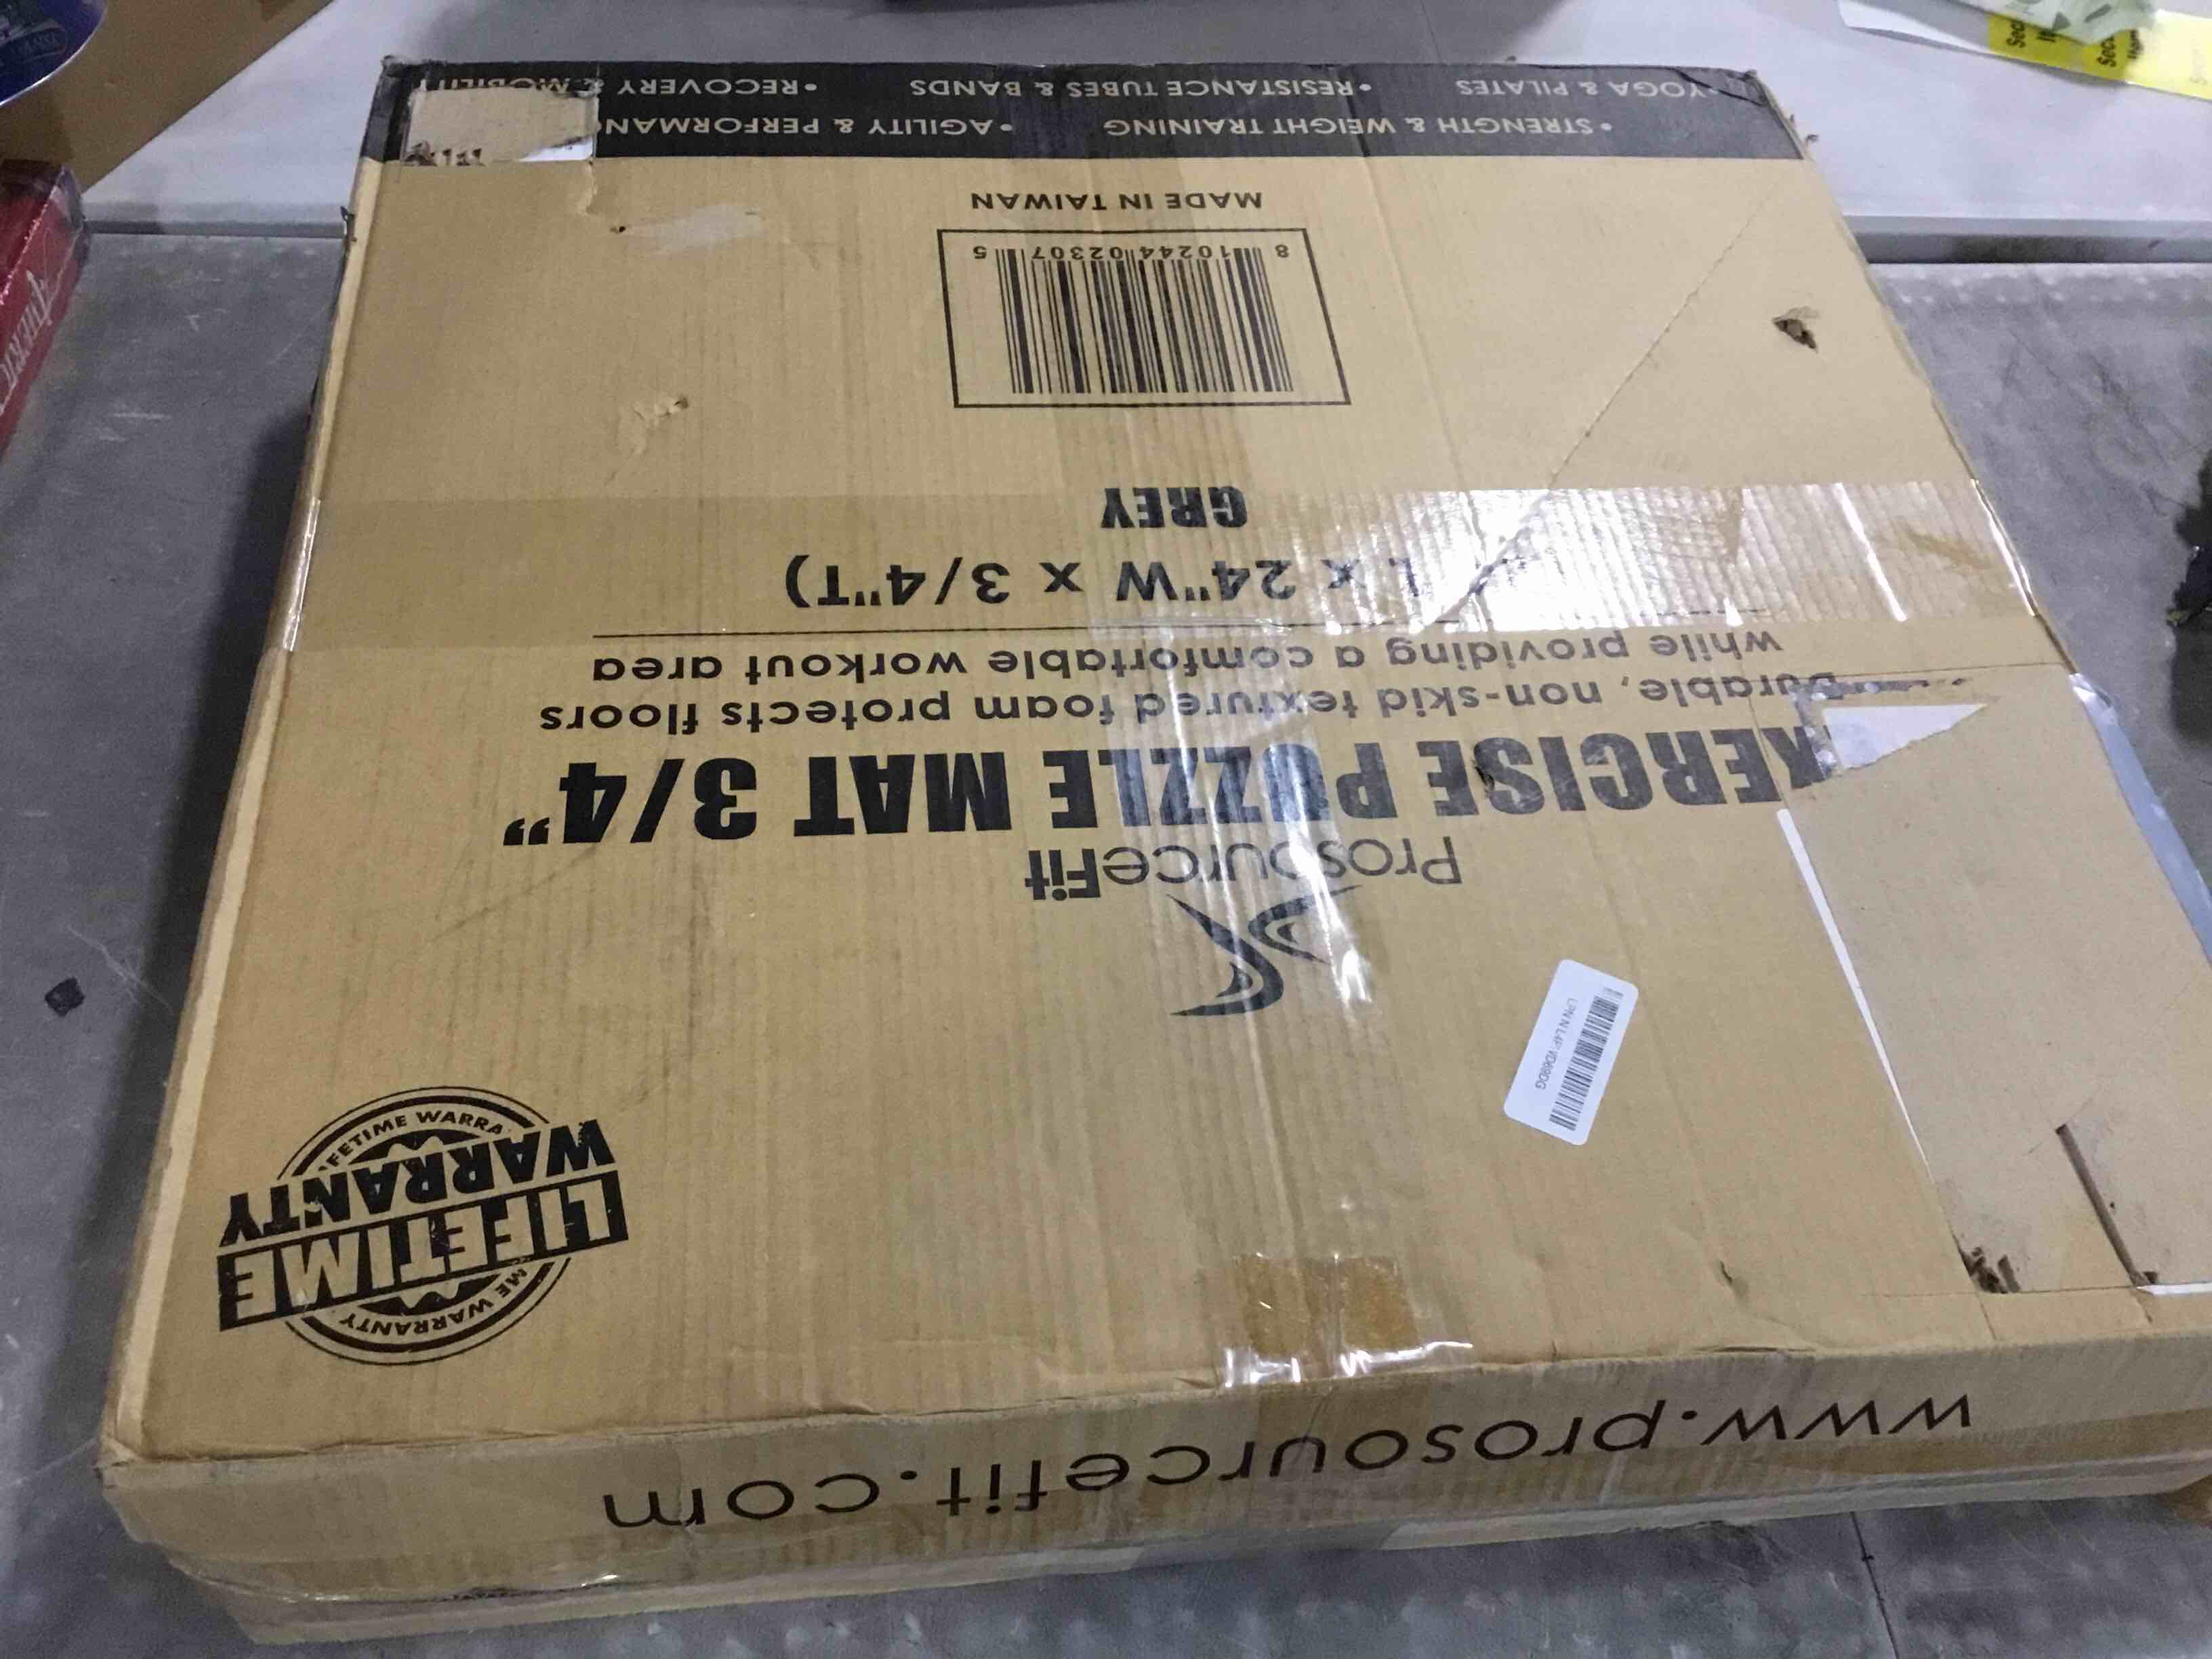 www.prosourcefit.com
LIFETIME
WARRANTY
ProsourceFit
XERCISE PUZZLE MAT 3/4”
Durable, non-skid textured foam protects floors
while providing a comfortable workout area
L x 24"W x 3/4"T)
GREY
8 10244 02307 5
MADE IN TAIWAN
•STRENGTH & WEIGHT TRAINING •AGILITY & PERFORMAN
•YOGA & PILATES •RESISTANCE TUBES & BANDS •RECOVERY & MOBILIT